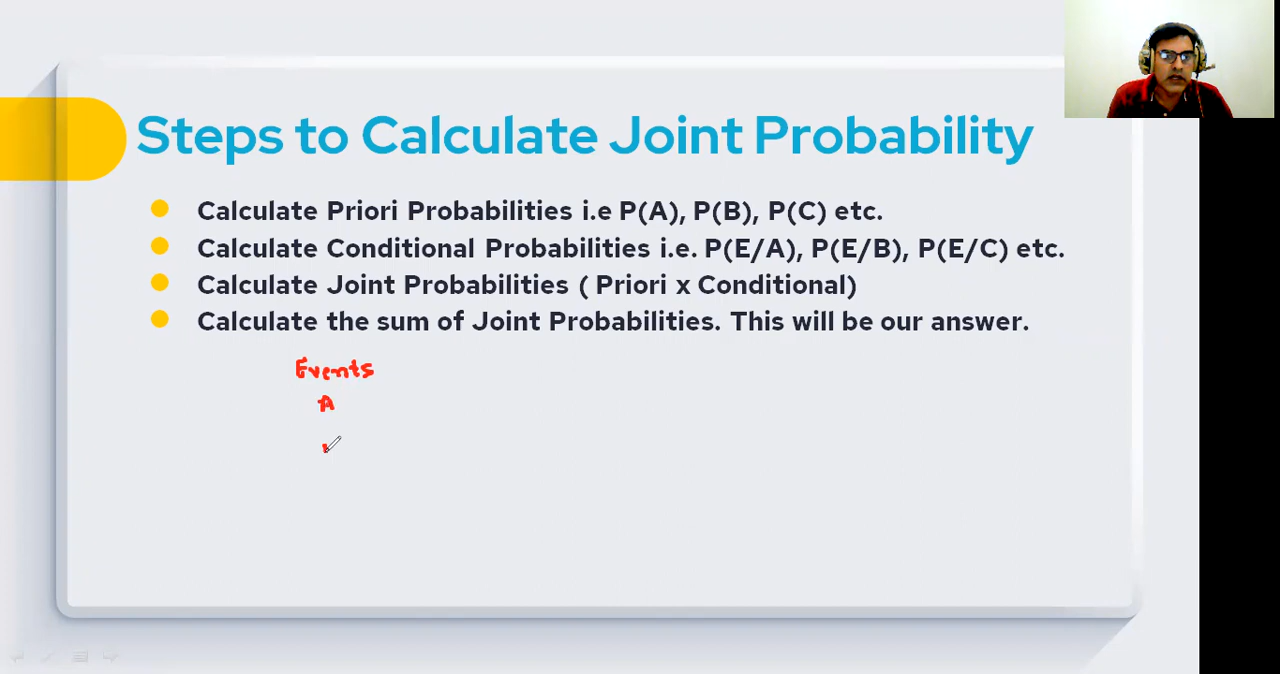 Steps to Calculate Joint Probability
Calculate Priori Probabilities i.e P(A), P(B), P(C) etc.
Calculate Conditional Probabilities i.e. P(E/A), P(E/B), P(E/C) etc.
Calculate Joint Probabilities ( Priori x Conditional)
Calculate the sum of Joint Probabilities. This will be our answer.
Events
A